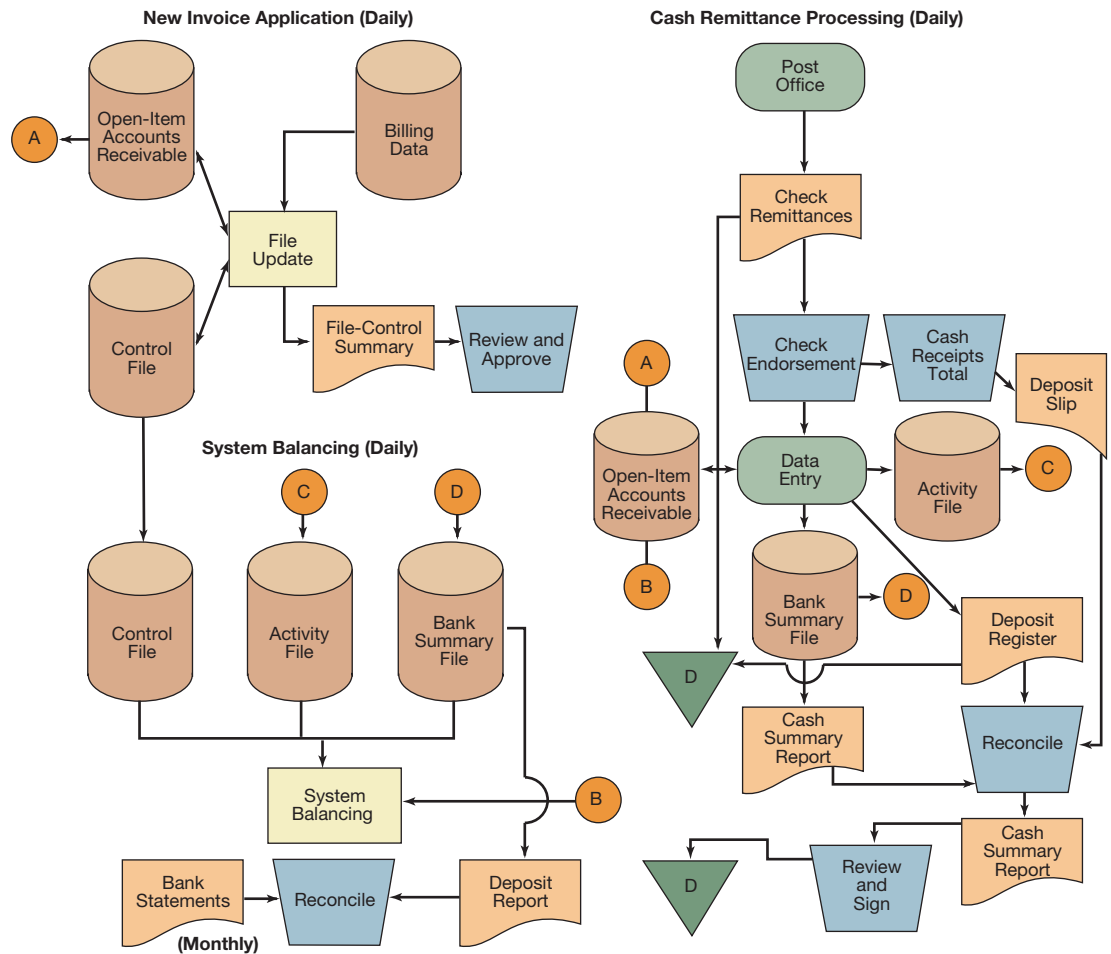 New Invoice Application (Daily)
Open-Item
Accounts
Receivable
A
Billing
Data
File
Update
Control
File
File-Control
Summary
Review and
Approve
System Balancing (Daily)
C
D
Control
File
Activity
File
Bank
Summary
File
System
Balancing
B
Bank
Statements
(Monthly)
Reconcile
Deposit
Report
Cash Remittance Processing (Daily)
Post
Office
Check
Remittances
Check
Endorsement
Cash
Receipts
Total
Deposit
Slip
A
Open-Item
Accounts
Receivable
B
Data
Entry
Activity
File
C
Bank
Summary
File
D
Deposit
Register
D
Cash
Summary
Report
Reconcile
Cash
Summary
Report
Review
and
Sign
D